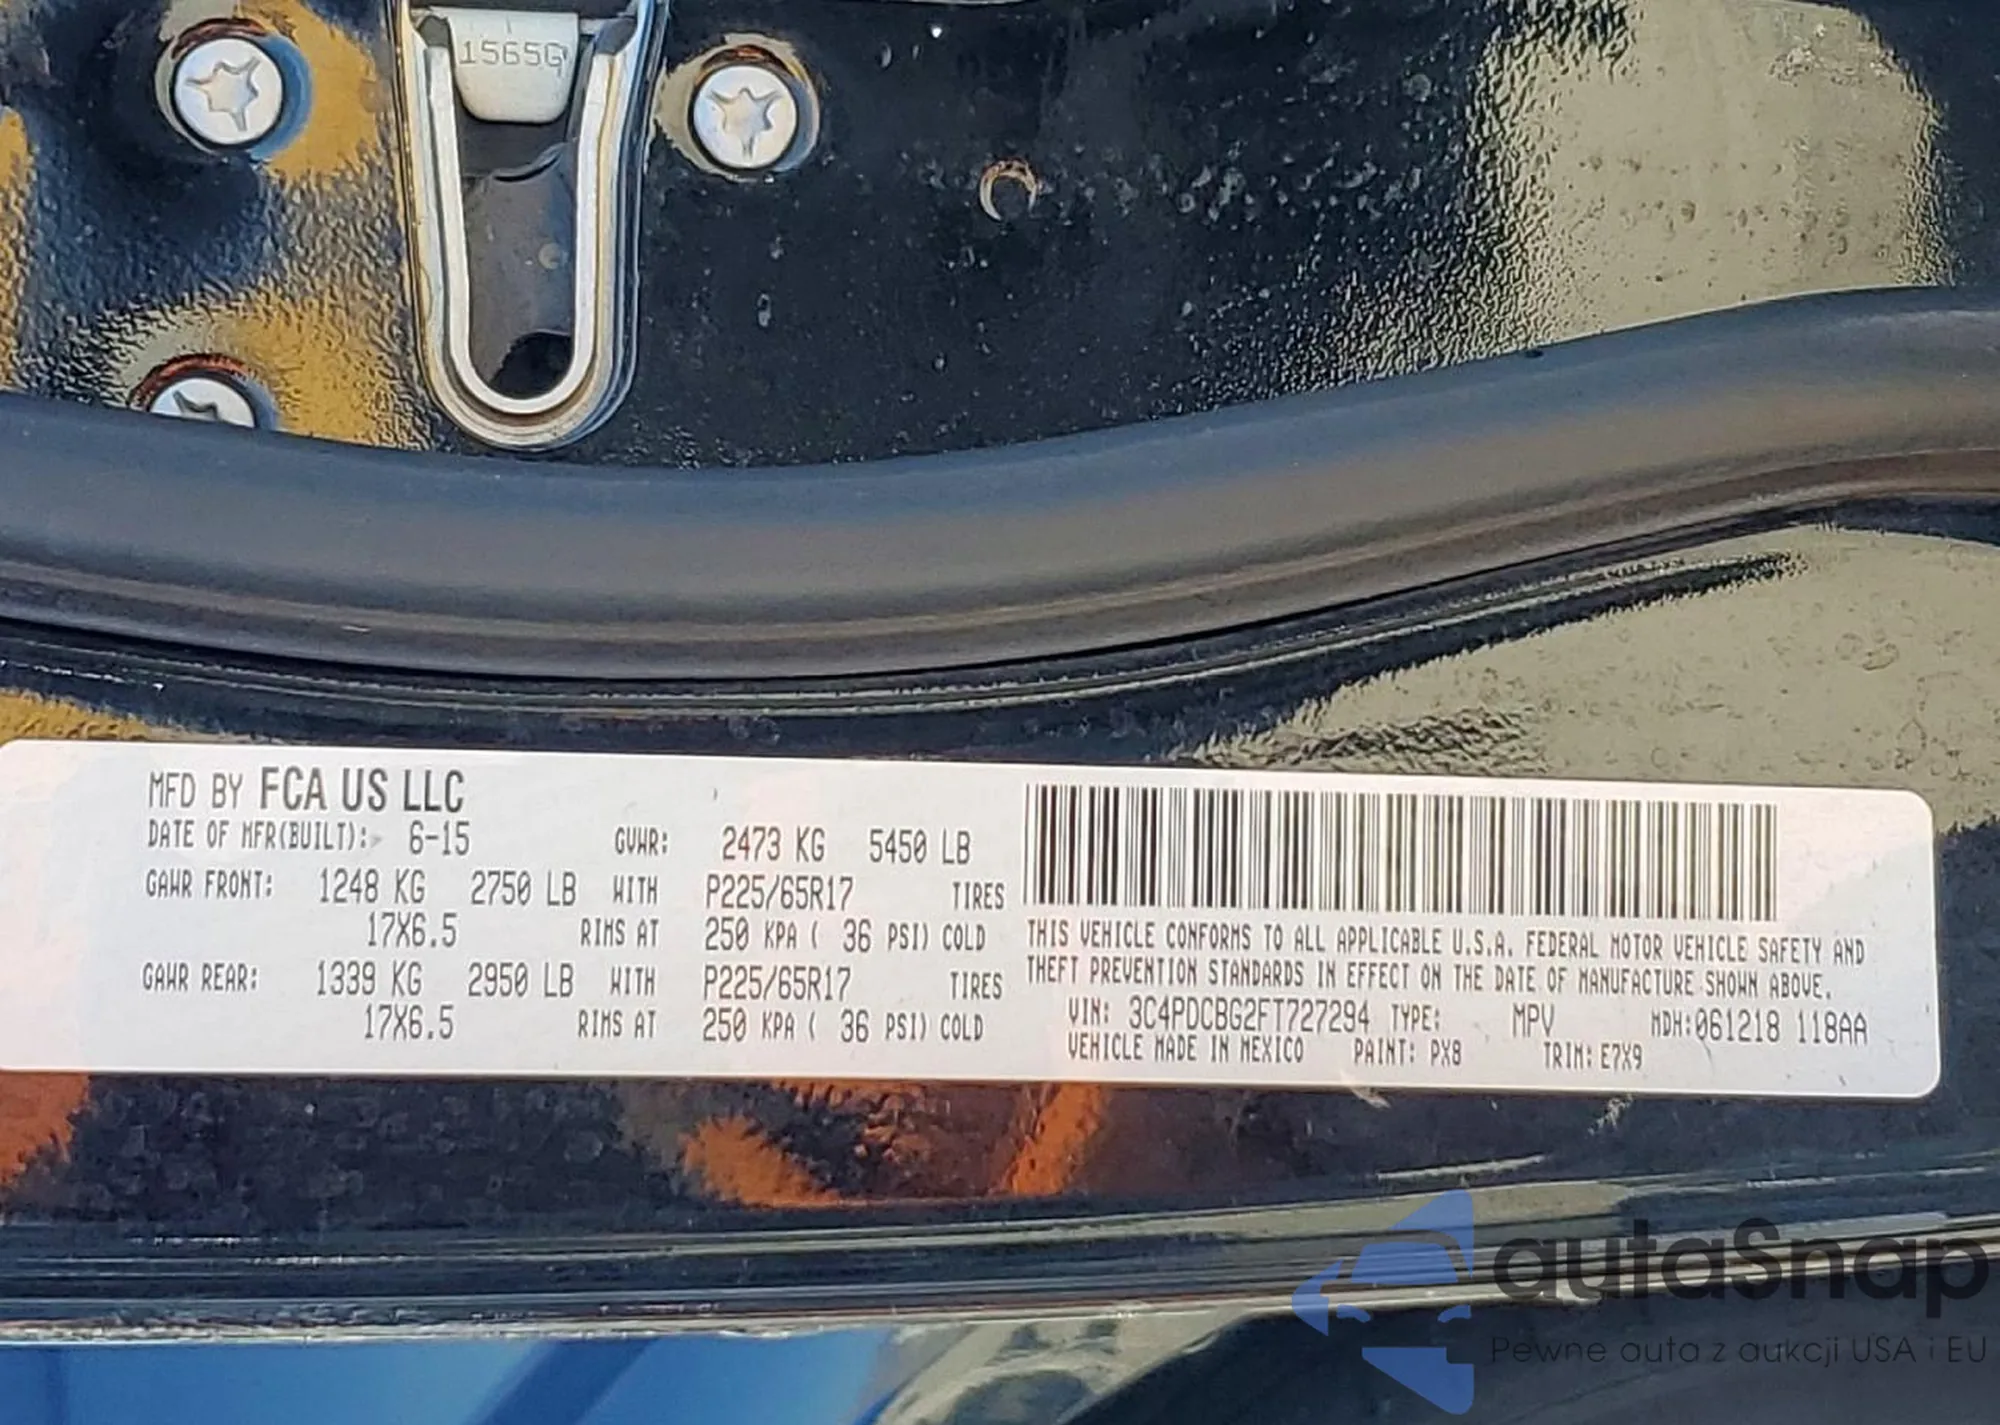 1565G
MFD BY FCA US LLC
DATE OF MFR(BUILT): 6-15 GVWR: 2473 KG 5450 LB
GAWR FRONT: 1248 KG 2750 LB WITH P225/65R17 TIRES
17X6.5 RIMS AT 250 KPA ( 36 PSI) COLD
GAWR REAR: 1339 KG 2950 LB WITH P225/65R17 TIRES
17X6.5 RIMS AT 250 KPA ( 36 PSI) COLD
THIS VEHICLE CONFORMS TO ALL APPLICABLE U.S.A. FEDERAL MOTOR VEHICLE SAFETY AND
THEFT PREVENTION STANDARDS IN EFFECT ON THE DATE OF MANUFACTURE SHOWN ABOVE.
VIN: 3C4PDCBG2FT727294 TYPE: MPV MDH:061218 118AA
VEHICLE MADE IN MEXICO PAINT: PX8 TRIM: E7X9
autaSnap
Pewne auta z aukcji USA i EU